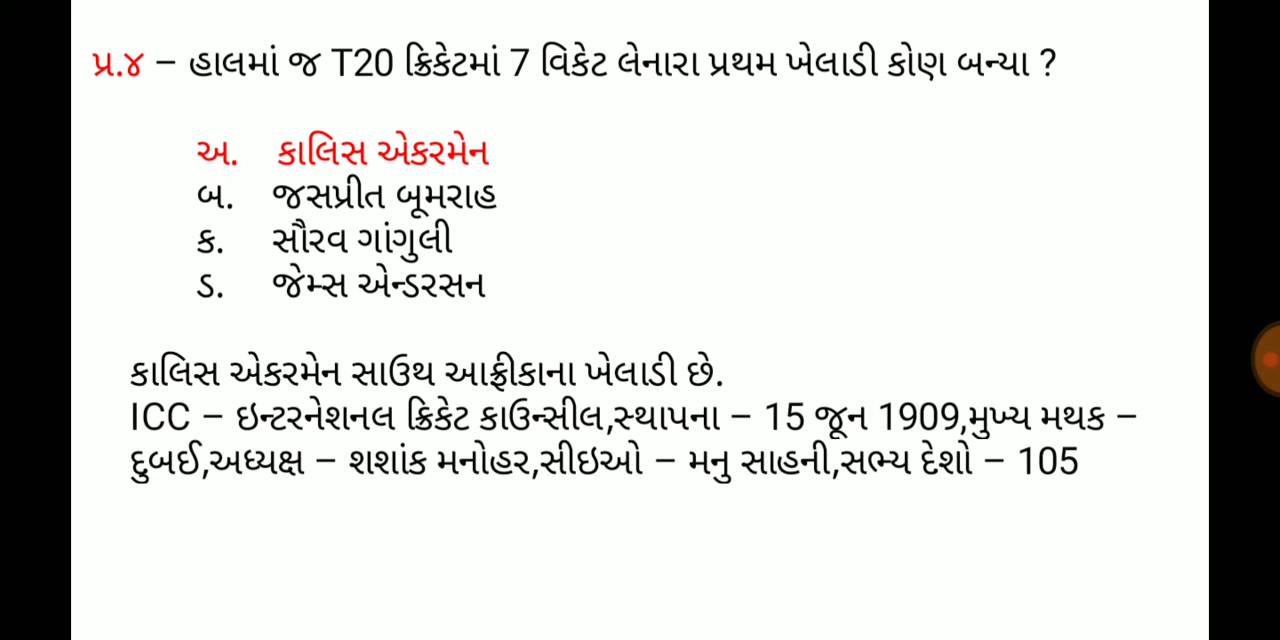 પ્ર.૪ – હાલમાં જ T20 ક્રિકેટમાં 7 વિકેટ લેનારા પ્રથમ ખેલાડી કોણ બન્યા ?
અ. કાલિસ એકરમેન
બ. જસપ્રીત બૂમરાહ
ક. સૌરવ ગાંગુલી
ડ. જેમ્સ એન્ડરસન
કાલિસ એકરમેન સાઉથ આફ્રીકાના ખેલાડી છે.
ICC – ઇન્ટરનેશનલ ક્રિકેટ કાઉન્સીલ,સ્થાપના – 15 જૂન 1909,મુખ્ય મથક –
દુબઈ,અધ્યક્ષ – શશાંક મનોહર,સીઇઓ – મનુ સાહની,સભ્ય દેશો – 105